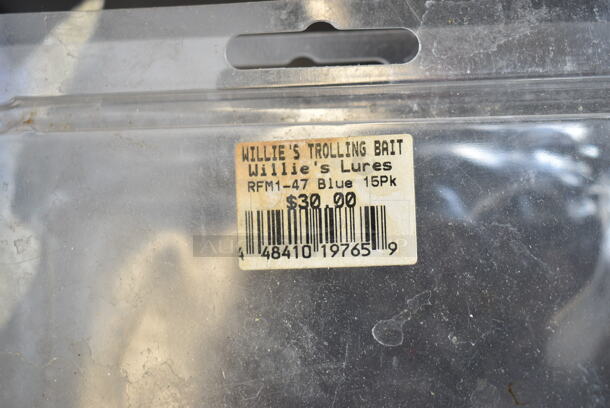 WILLIE'S TROLLING BAIT
Willie's Lures
RFM1-47 Blue 15Pk
$30.00
4 48410 19765 9